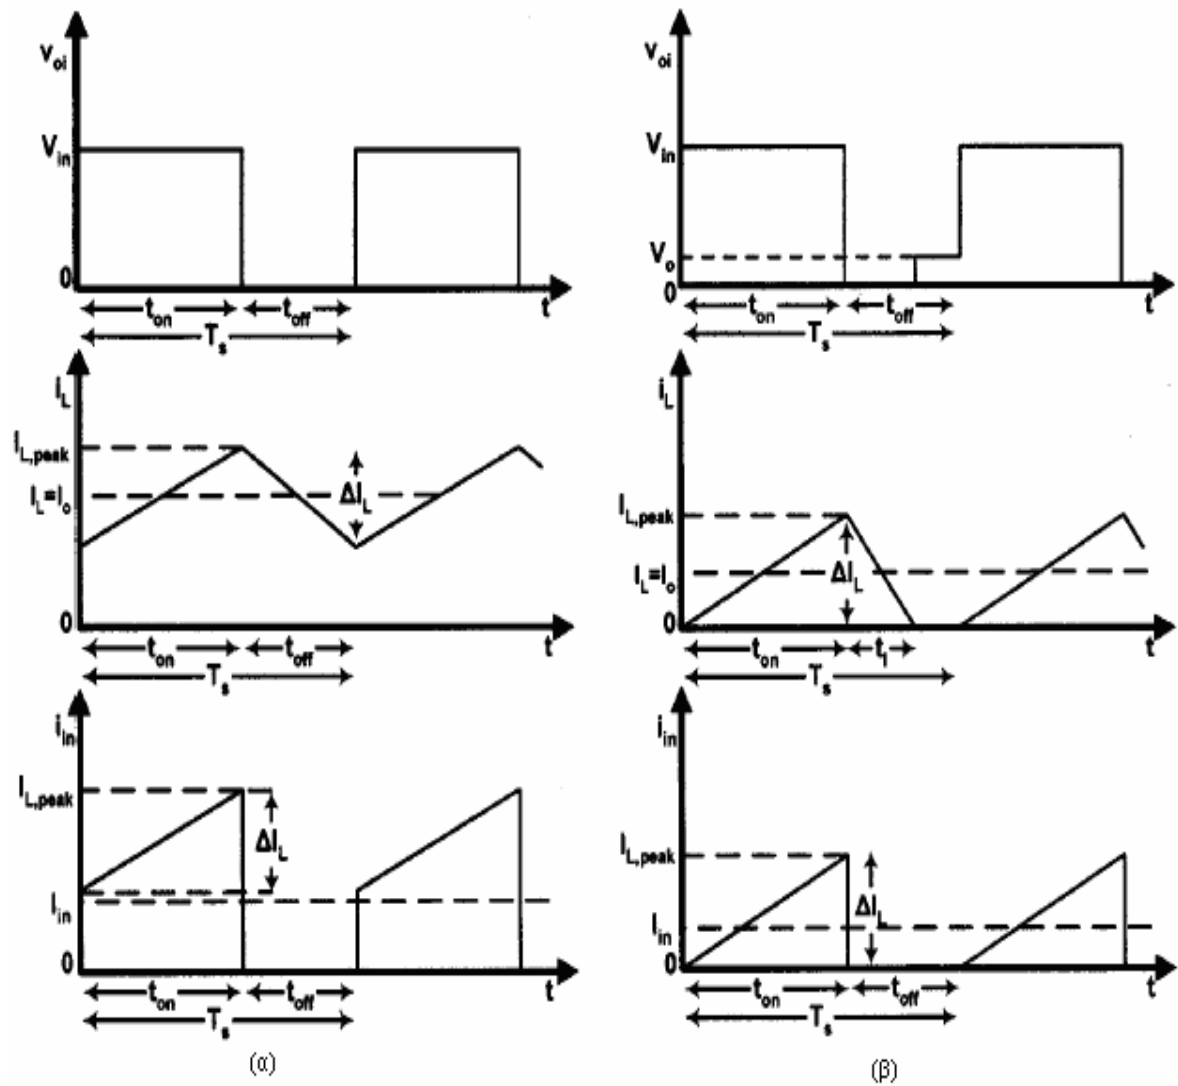 V_oi
V_in
0
t_on t_off t
T_s
i_L
I_L,peak
I_L=I_o ΔI_L
0
t_on t_off t
T_s
i_in
I_L,peak
ΔI_L
I_in
0
t_on t_off t
T_s
(α)
V_oi
V_in
V_o
0
t_on t_off t
T_s
i_L
I_L,peak
I_L=I_o ΔI_L
0
t_on t_1 t
T_s
i_in
I_L,peak
ΔI_L
I_in
0
t_on t_off t
T_s
(β)